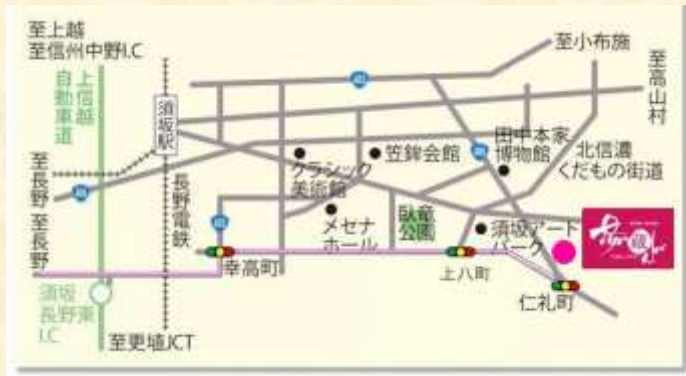 至上越
至信州中野I.C
上信越
自動車道
須坂駅
至小布施
至高山村
至長野
至長野
長野電鉄
クラシック
美術館
笠鉾会館
田中本家
博物館
北信濃
くだもの街道
メセナ
ホール
臥竜
公園
須坂アート
パーク
幸高町
上八町
仁礼町
須坂
長野東
I.C
至更埴JCT
蔵